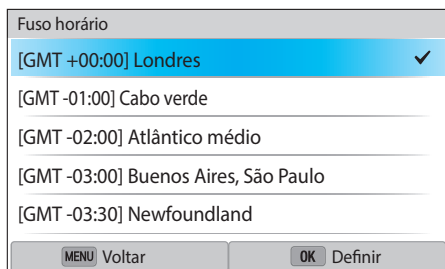 Fuso horário
[GMT +00:00] Londres
[GMT -01:00] Cabo verde
[GMT -02:00] Atlântico médio
[GMT -03:00] Buenos Aires, São Paulo
[GMT -03:30] Newfoundland
MENU Voltar OK Definir